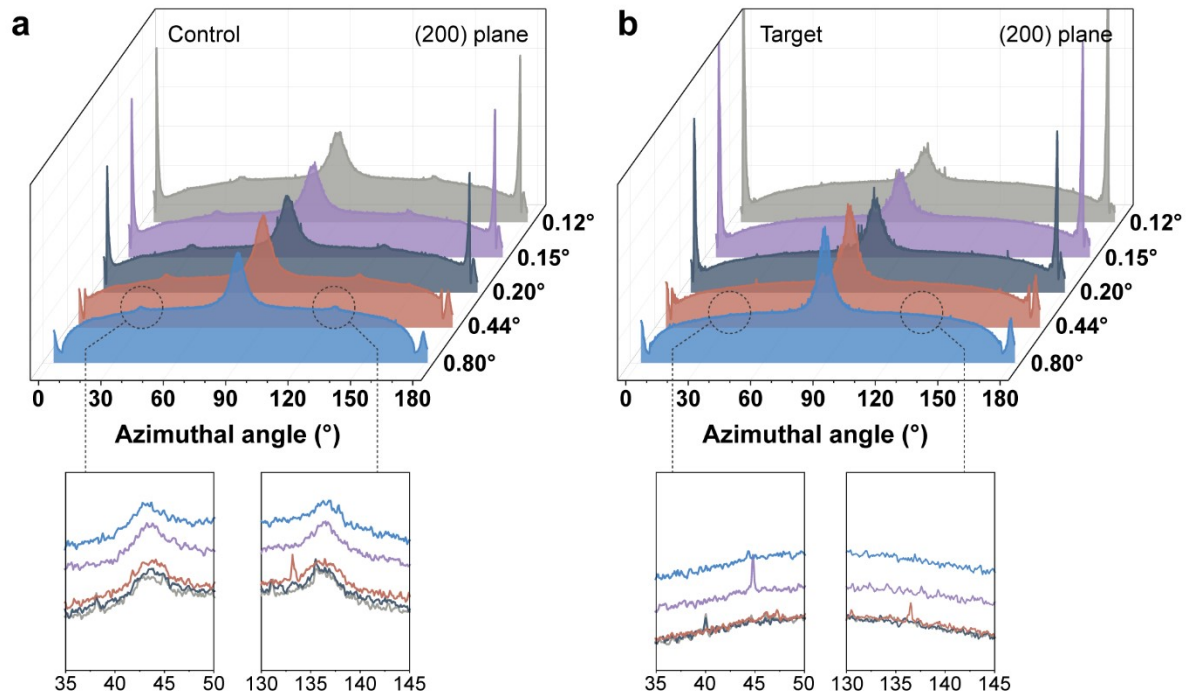 a
Control (200) plane
0.12°
0.15°
0.20°
0.44°
0.80°
0 30 60 90 120 150 180
Azimuthal angle (°)
35 40 45 50
130 135 140 145
b
Target (200) plane
0.12°
0.15°
0.20°
0.44°
0.80°
0 30 60 90 120 150 180
Azimuthal angle (°)
35 40 45 50
130 135 140 145